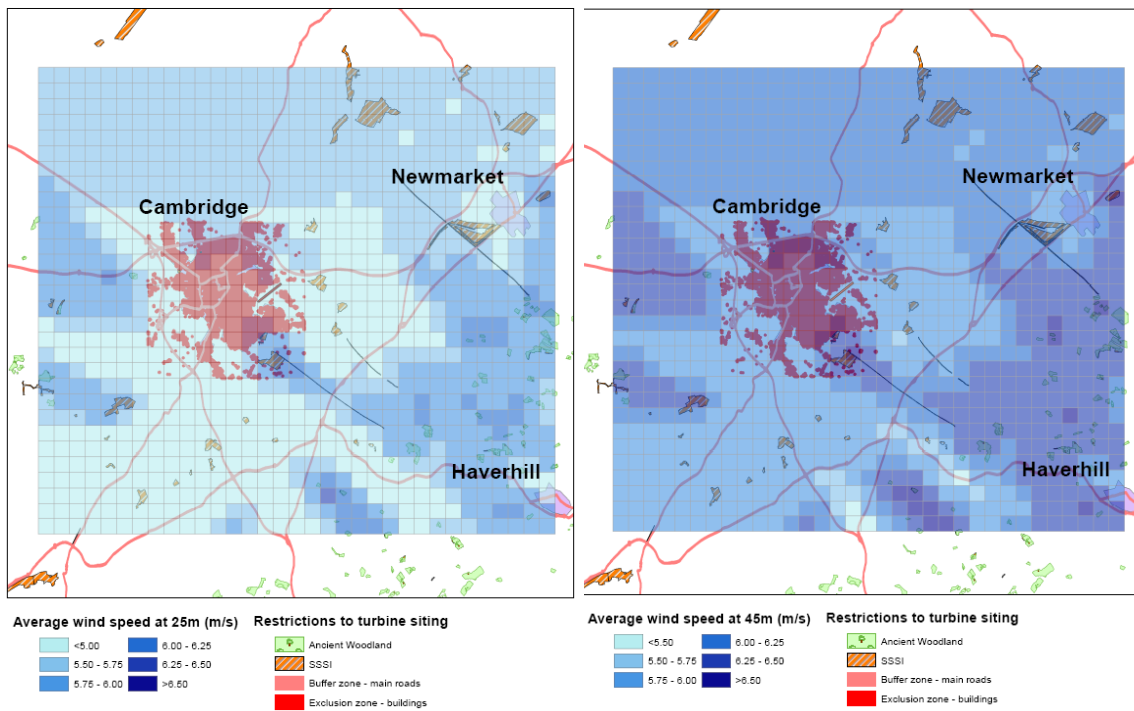 Newmarket
Cambridge
Haverhill
Average wind speed at 25m (m/s)
<5.00
5.50 - 5.75
5.75 - 6.00
6.00 - 6.25
6.25 - 6.50
>6.50
Restrictions to turbine siting
Ancient Woodland
SSSI
Buffer zone - main roads
Exclusion zone - buildings
Newmarket
Cambridge
Haverhill
Average wind speed at 45m (m/s)
<5.50
5.50 - 5.75
5.75 - 6.00
6.00 - 6.25
6.25 - 6.50
>6.50
Restrictions to turbine siting
Ancient Woodland
SSSI
Buffer zone - main roads
Exclusion zone - buildings